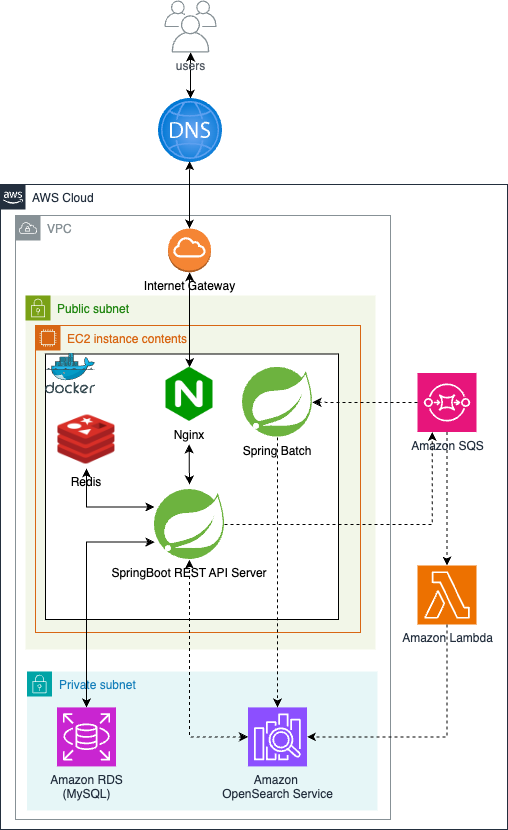 users
DNS
aws
AWS Cloud
VPC
Internet Gateway
Public subnet
EC2 instance contents
docker
N
Nginx
Spring Batch
Redis
Amazon SQS
SpringBoot REST API Server
Amazon Lambda
Private subnet
Amazon RDS
(MySQL)
Amazon
OpenSearch Service